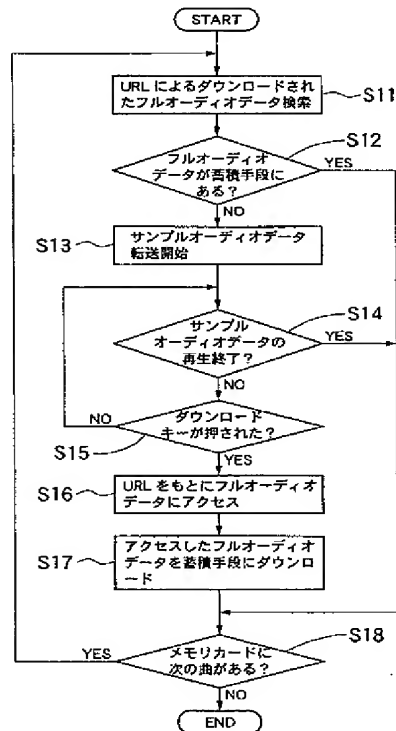 START
URLによるダウンロードされ
たフルオーディオデータ検索
S11
S12
フルオーディオ
データが蓄積手段に
ある？
YES
NO
S13
サンプルオーディオデータ
転送開始
S14
サンプル
オーディオデータの
再生終了？
YES
NO
NO
ダウンロード
キーが押された？
S15
YES
S16
URLをもとにフルオーディオ
データにアクセス
S17
アクセスしたフルオーディオ
データを蓄積手段にダウンロ
ード
S18
YES
メモリカードに
次の曲がある？
NO
END